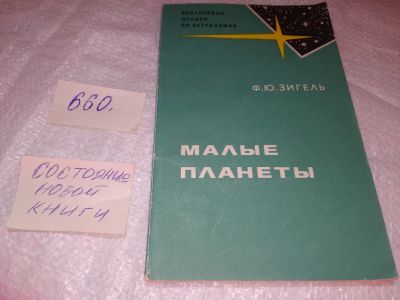 ПОПУЛЯРНЫЕ
ЛЕКЦИИ
ПО АСТРОНОМИИ
Ф.Ю.ЗИГЕЛЬ
МАЛЫЕ
ПЛАНЕТЫ
660.
СОСТОЯНИЕ
НОВОЙ
КНИГИ